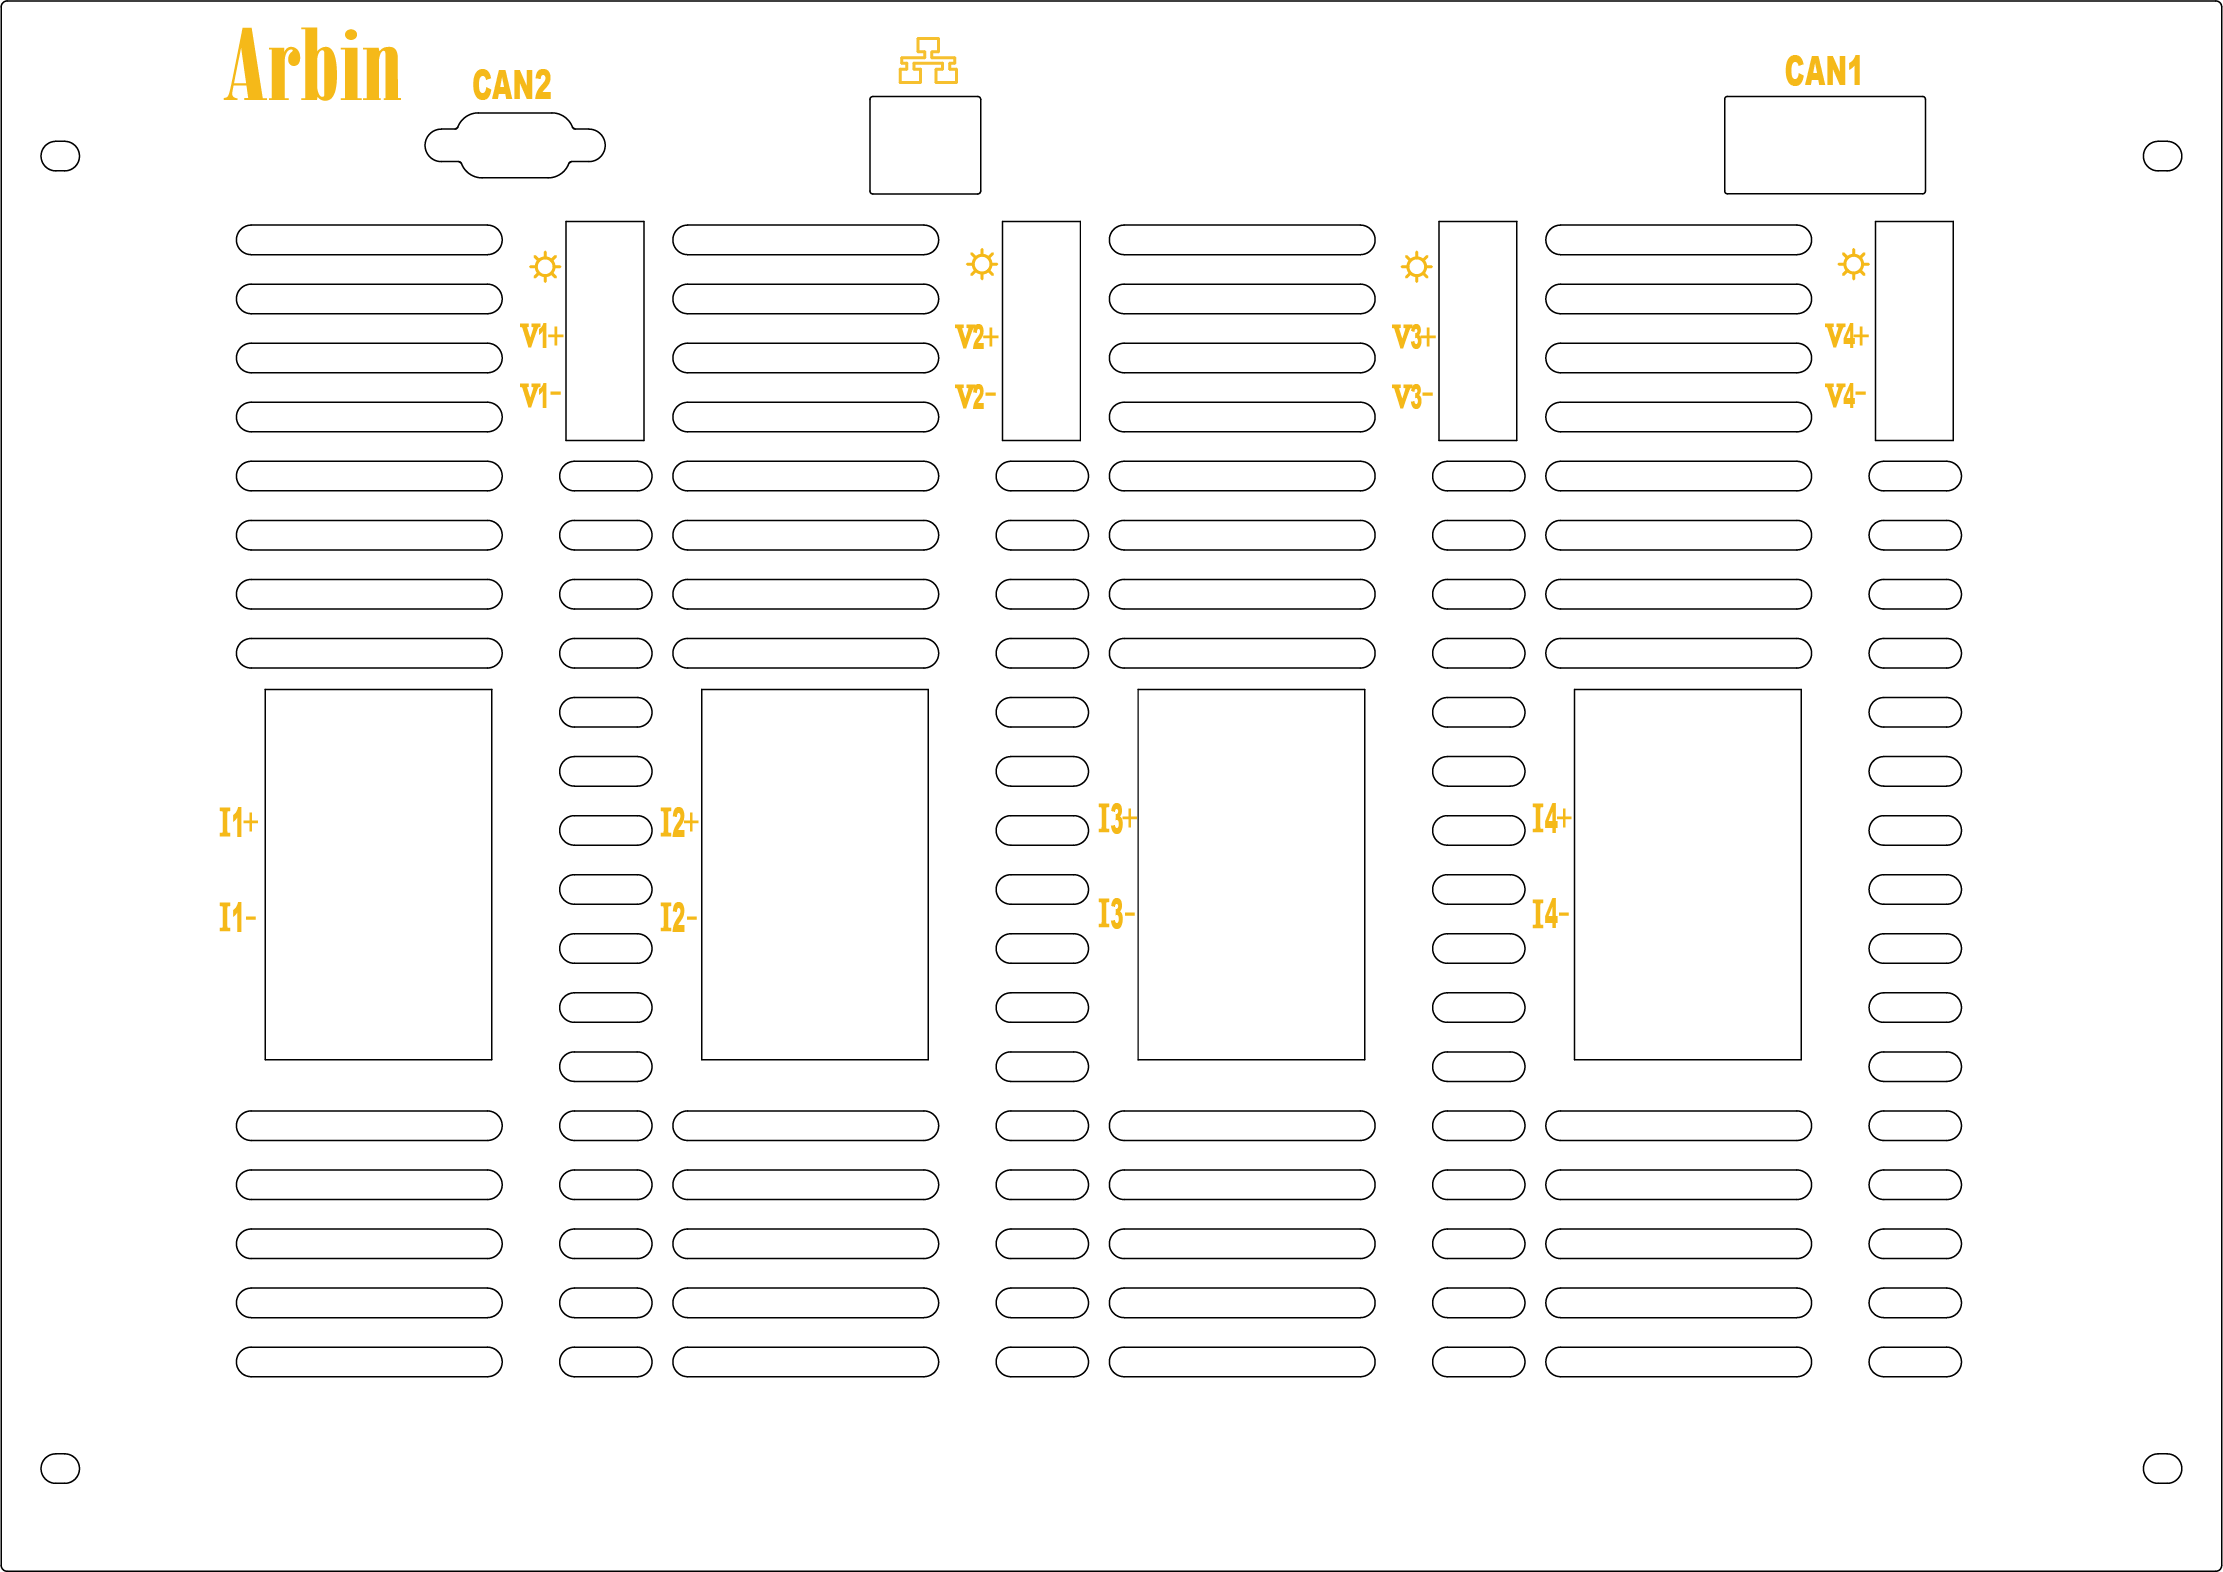 Arbin
CAN2
CAN1
V1+
V2+
V3+
V4+
V1-
V2-
V3-
V4-
I1+
I2+
I3+
I4+
I1-
I2-
I3-
I4-